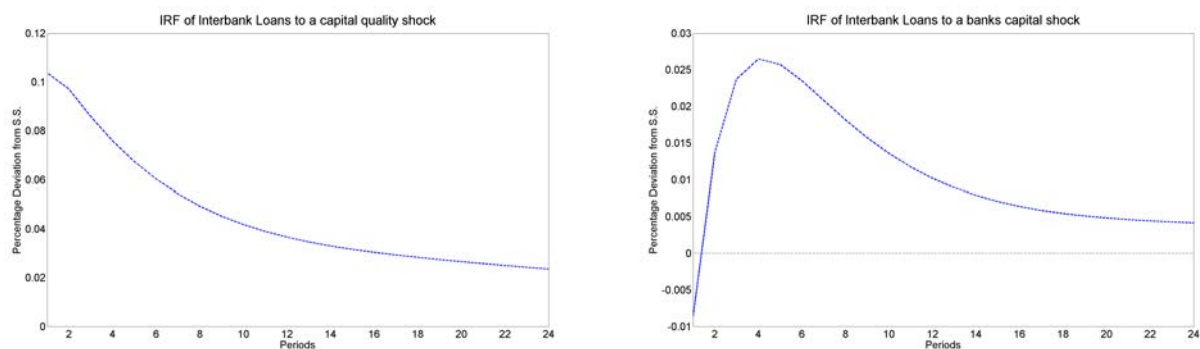 IRF of Interbank Loans to a capital quality shock
Percentage Deviation from S.S.
0.12
0.1
0.08
0.06
0.04
0.02
0
2 4 6 8 10 12 14 16 18 20 22 24
Periods
IRF of Interbank Loans to a banks capital shock
Percentage Deviation from S.S.
0.03
0.025
0.02
0.015
0.01
0.005
0
-0.005
-0.01
2 4 6 8 10 12 14 16 18 20 22 24
Periods